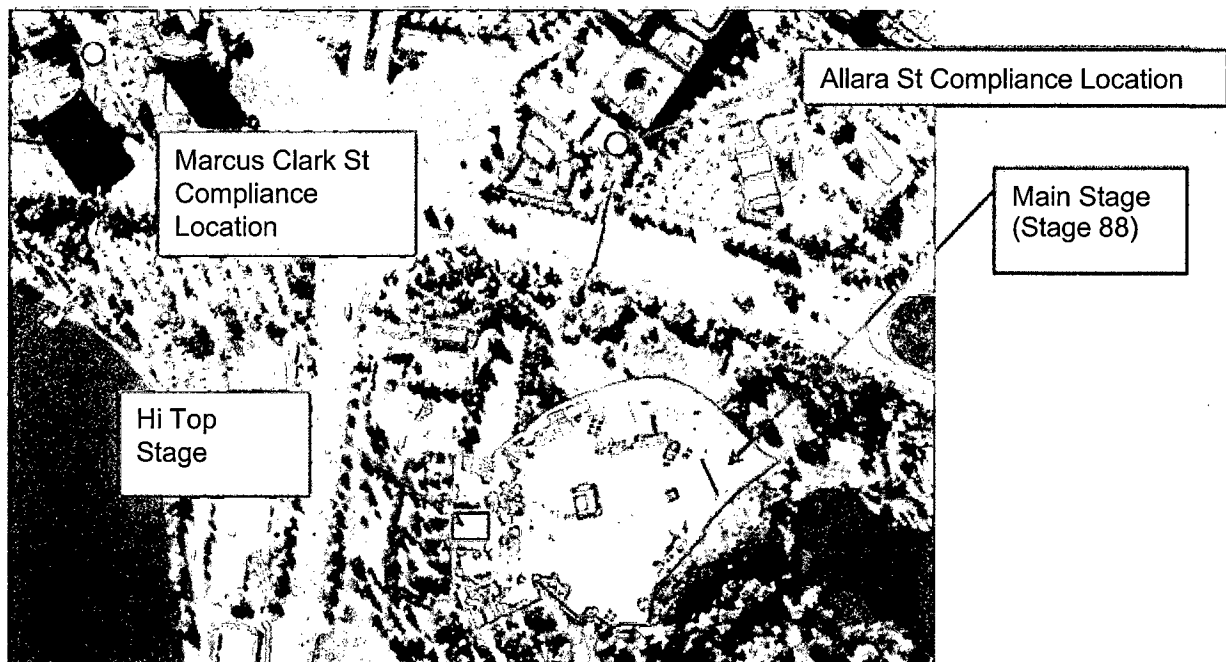 Allara St Compliance Location
Marcus Clark St
Compliance
Location
Main Stage
(Stage 88)
Hi Top
Stage